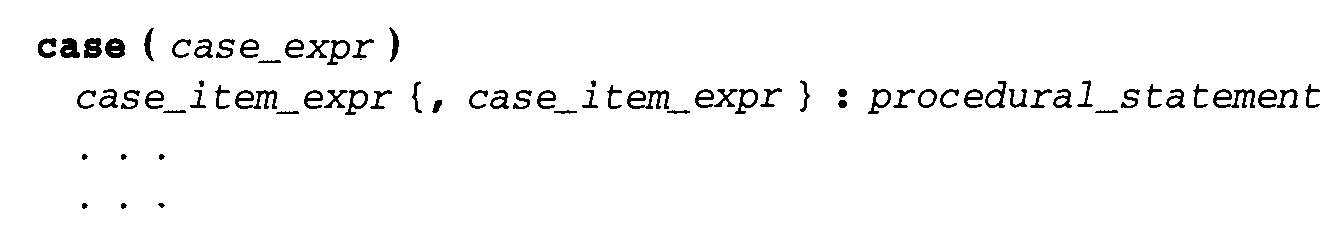 case ( case_expr )
case_item_expr {, case_item_expr } : procedural_statement
. . .
. . .